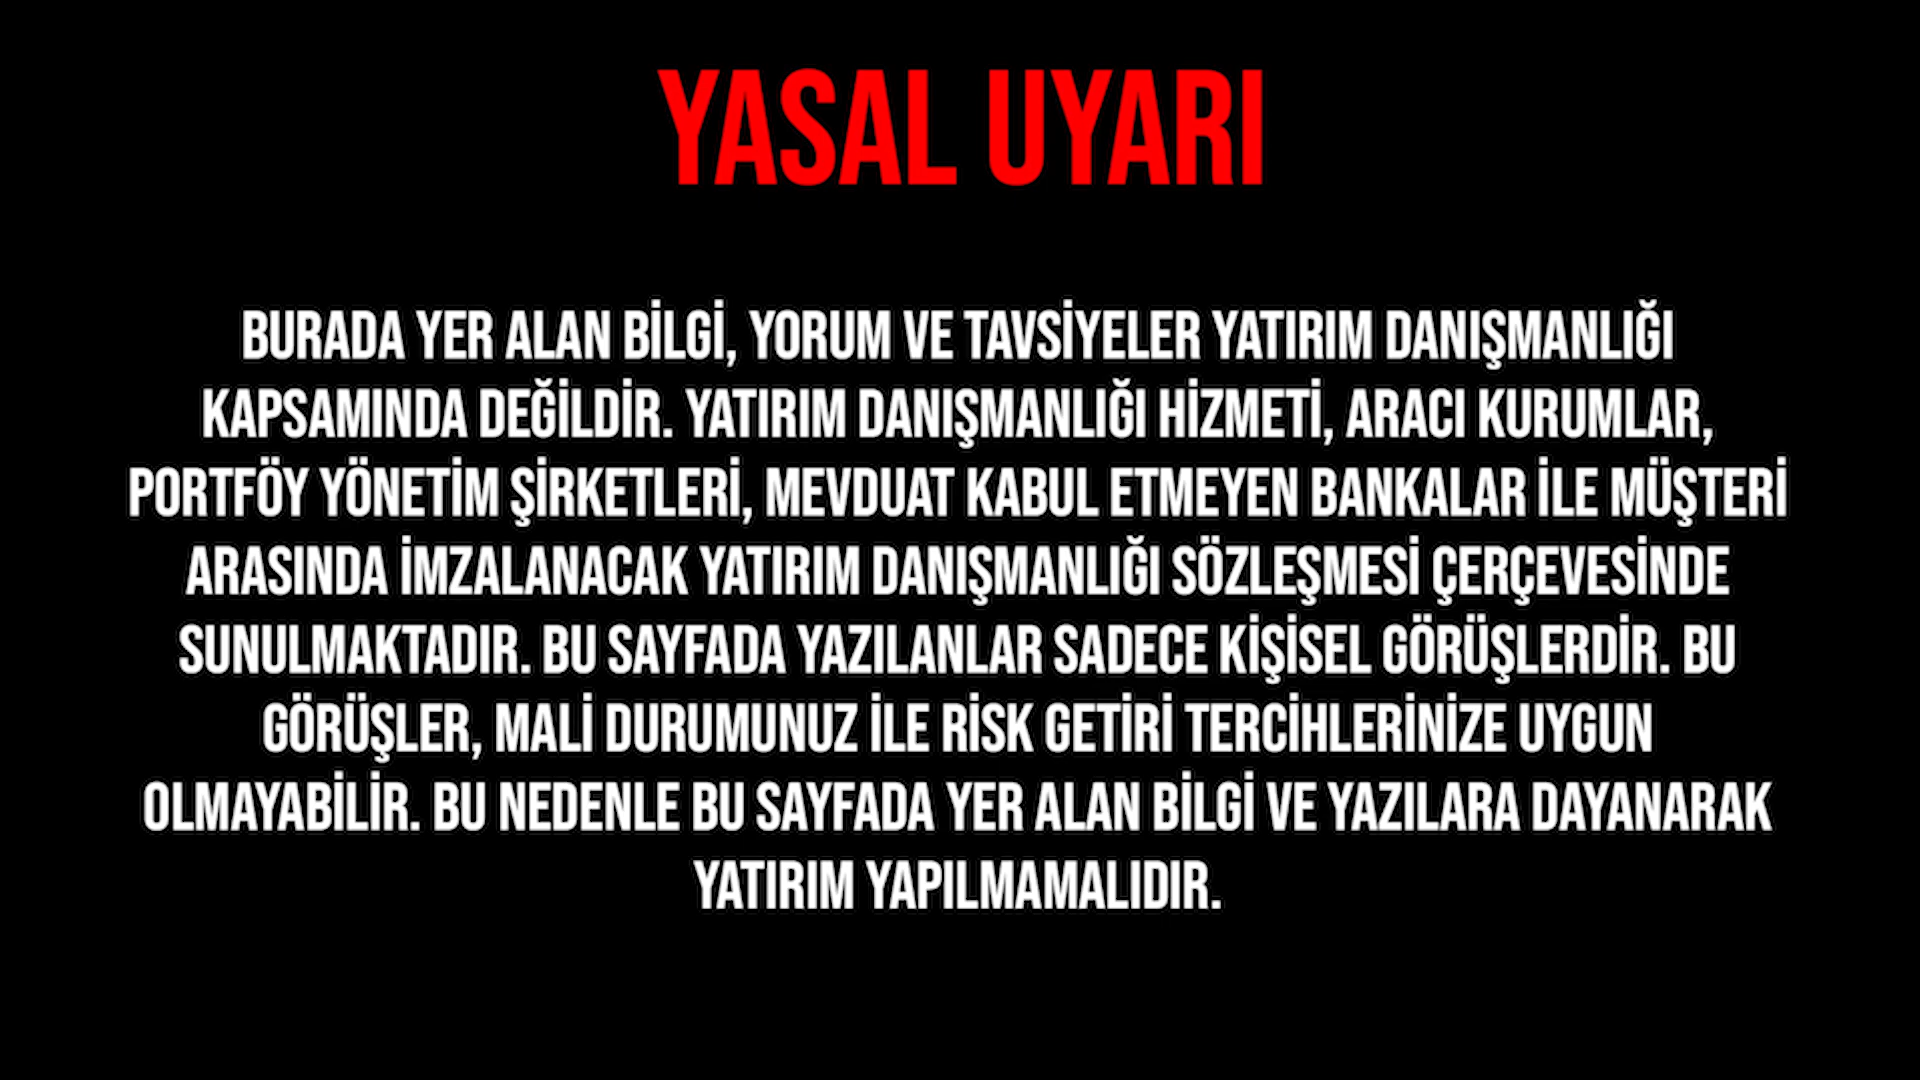 YASAL UYARI
BURADA YER ALAN BİLGİ, YORUM VE TAVSİYELER YATIRIM DANIŞMANLIĞI
KAPSAMINDA DEĞİLDİR. YATIRIM DANIŞMANLIĞI HİZMETİ, ARACI KURUMLAR,
PORTFÖY YÖNETİM ŞİRKETLERİ, MEVDUAT KABUL ETMEYEN BANKALAR İLE MÜŞTERİ
ARASINDA İMZALANACAK YATIRIM DANIŞMANLIĞI SÖZLEŞMESİ ÇERÇEVESİNDE
SUNULMAKTADIR. BU SAYFADA YAZILANLAR SADECE KİŞİSEL GÖRÜŞLERDİR. BU
GÖRÜŞLER, MALİ DURUMUNUZ İLE RİSK GETİRİ TERCİHLERİNİZE UYGUN
OLMAYABİLİR. BU NEDENLE BU SAYFADA YER ALAN BİLGİ VE YAZILARA DAYANARAK
YATIRIM YAPILMAMALIDIR.